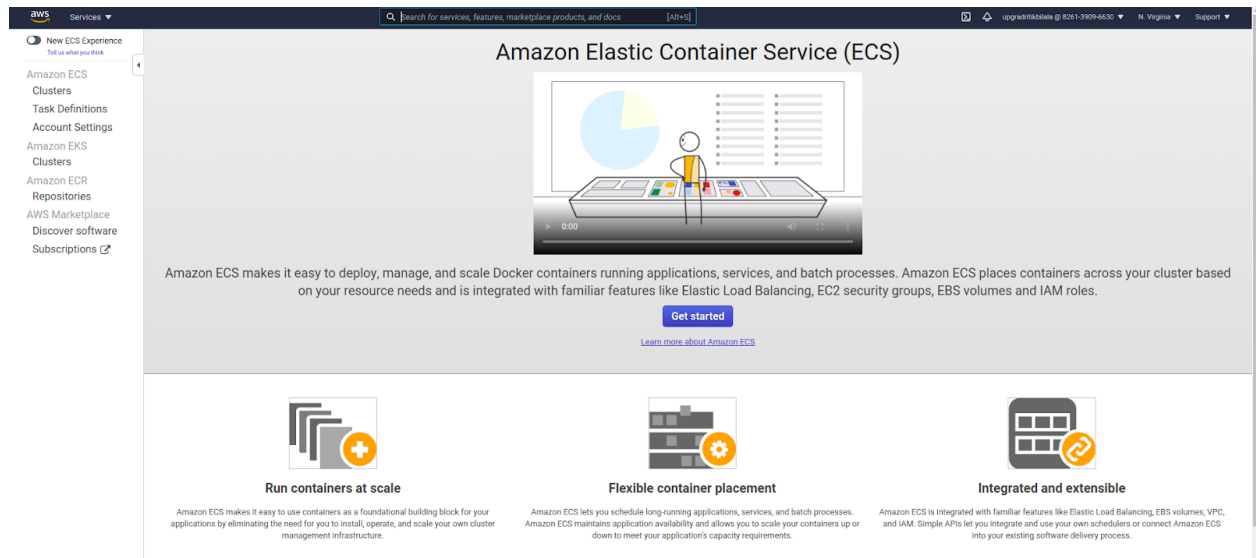 aws Services ▼ Search for services, features, marketplace products, and docs [Alt+S] upgradritikbilala @ 8261-3909-6630 ▼ N. Virginia ▼ Support ▼
New ECS Experience
Tell us what you think
Amazon ECS
Clusters
Task Definitions
Account Settings
Amazon EKS
Clusters
Amazon ECR
Repositories
AWS Marketplace
Discover software
Subscriptions
Amazon Elastic Container Service (ECS)
0:00
Amazon ECS makes it easy to deploy, manage, and scale Docker containers running applications, services, and batch processes. Amazon ECS places containers across your cluster based
on your resource needs and is integrated with familiar features like Elastic Load Balancing, EC2 security groups, EBS volumes and IAM roles.
Get started
Learn more about Amazon ECS
Run containers at scale
Amazon ECS makes it easy to use containers as a foundational building block for your
applications by eliminating the need for you to install, operate, and scale your own cluster
management infrastructure.
Flexible container placement
Amazon ECS lets you schedule long-running applications, services, and batch processes.
Amazon ECS maintains application availability and allows you to scale your containers up or
down to meet your application's capacity requirements.
Integrated and extensible
Amazon ECS is integrated with familiar features like Elastic Load Balancing, EBS volumes, VPC,
and IAM. Simple APIs let you integrate and use your own schedulers or connect Amazon ECS
into your existing software delivery process.